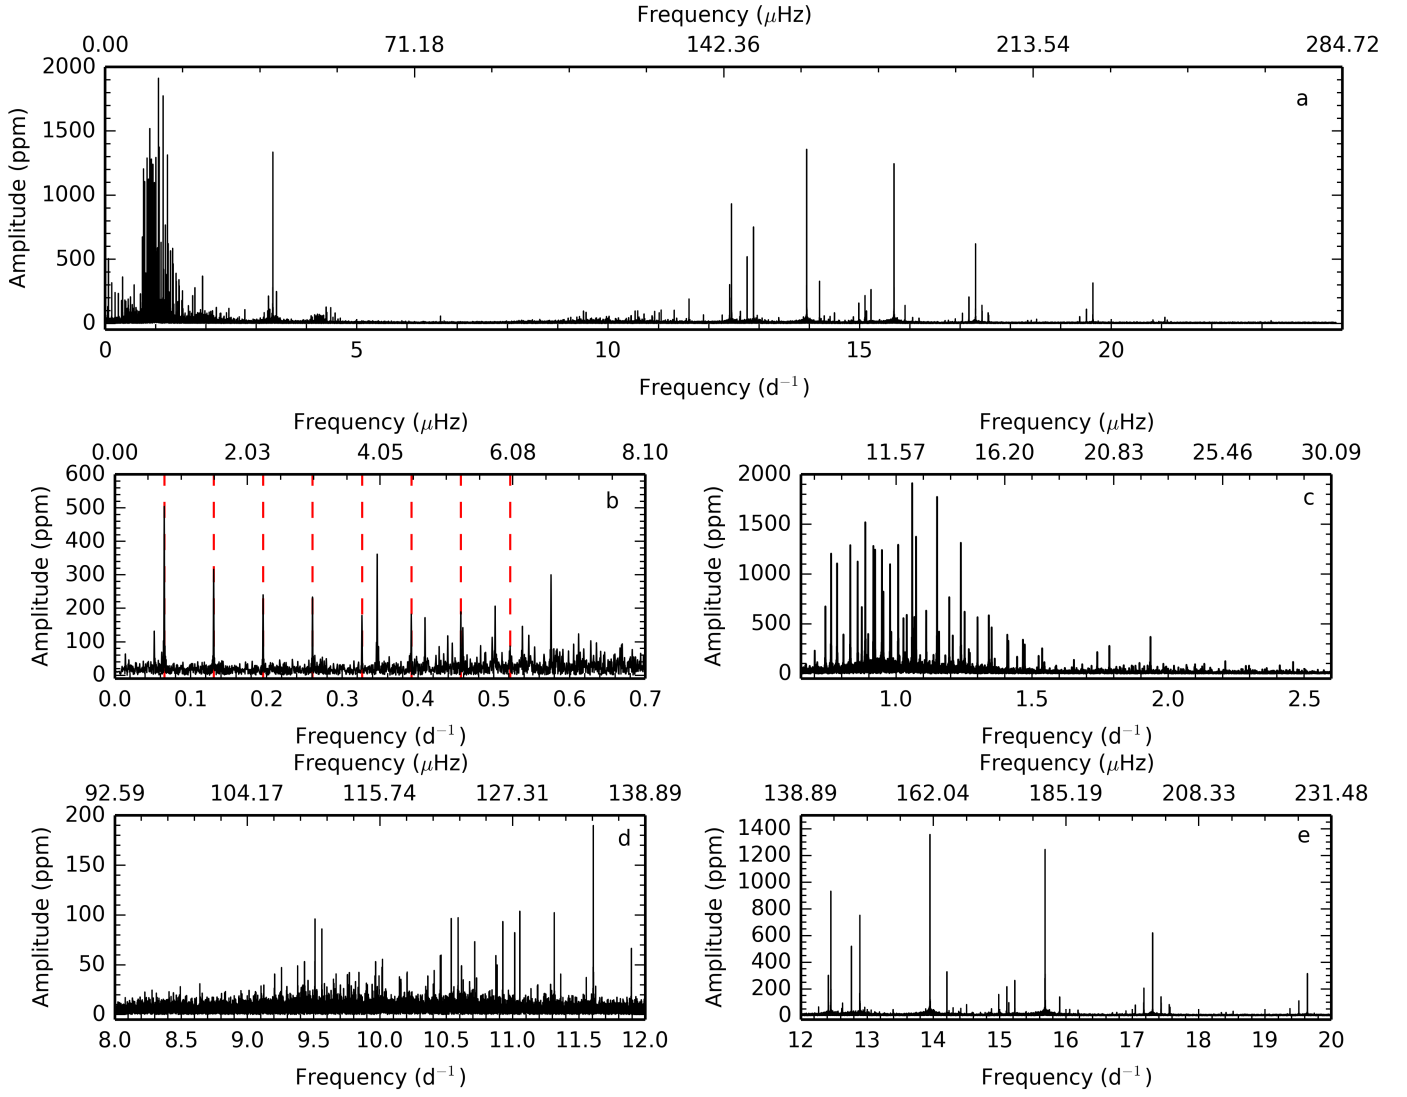 Frequency (μHz)
0.00 71.18 142.36 213.54 284.72
2000
1500
1000
500
0
Amplitude (ppm)
a
0 5 10 15 20
Frequency (d⁻¹)
Frequency (μHz)
0.00 2.03 4.05 6.08 8.10
600
500
400
300
200
100
0
Amplitude (ppm)
b
0.0 0.1 0.2 0.3 0.4 0.5 0.6 0.7
Frequency (d⁻¹)
Frequency (μHz)
11.57 16.20 20.83 25.46 30.09
2000
1500
1000
500
0
Amplitude (ppm)
c
1.0 1.5 2.0 2.5
Frequency (d⁻¹)
Frequency (μHz)
92.59 104.17 115.74 127.31 138.89
200
150
100
50
0
Amplitude (ppm)
d
8.0 8.5 9.0 9.5 10.0 10.5 11.0 11.5 12.0
Frequency (d⁻¹)
Frequency (μHz)
138.89 162.04 185.19 208.33 231.48
1400
1200
1000
800
600
400
200
0
Amplitude (ppm)
e
12 13 14 15 16 17 18 19 20
Frequency (d⁻¹)